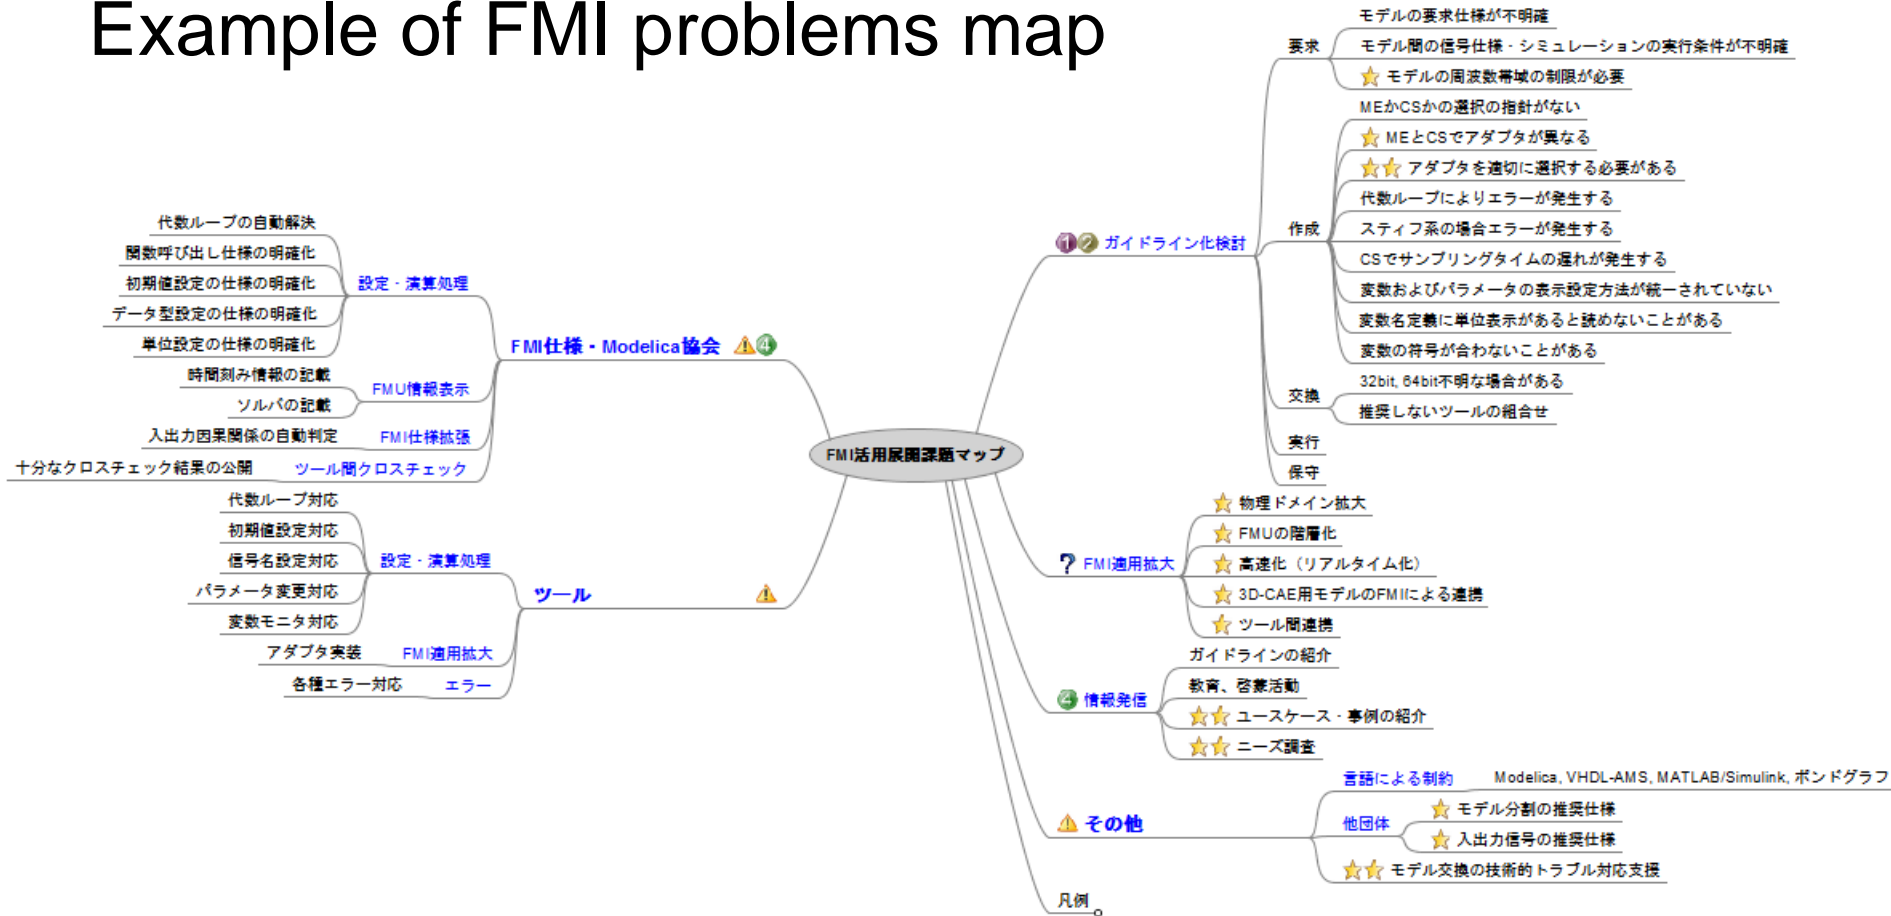 Example of FMI problems map
FMI活用展開課題マップ
FMI仕様・Modelica協会
4
設定・演算処理
代数ループの自動解決
関数呼び出し仕様の明確化
初期値設定の仕様の明確化
データ型設定の仕様の明確化
単位設定の仕様の明確化
FMU情報表示
時間刻み情報の記載
ソルバの記載
FMI仕様拡張
入出力因果関係の自動判定
ツール間クロスチェック
十分なクロスチェック結果の公開
ツール
設定・演算処理
代数ループ対応
初期値設定対応
信号名設定対応
パラメータ変更対応
変数モニタ対応
FMI適用拡大
アダプタ実装
エラー
各種エラー対応
1 2 ガイドライン化検討
要求
モデルの要求仕様が不明確
モデル間の信号仕様・シミュレーションの実行条件が不明確
モデルの周波数帯域の制限が必要
作成
MEかCSかの選択の指針がない
MEとCSでアダプタが異なる
アダプタを適切に選択する必要がある
代数ループによりエラーが発生する
スティフ系の場合エラーが発生する
CSでサンプリングタイムの遅れが発生する
変数およびパラメータの表示設定方法が統一されていない
変数名定義に単位表示があると読めないことがある
変数の符号が合わないことがある
交換
32bit, 64bit不明な場合がある
推奨しないツールの組合せ
実行
保守
? FMI適用拡大
物理ドメイン拡大
FMUの階層化
高速化（リアルタイム化）
3D-CAE用モデルのFMIによる連携
ツール間連携
4 情報発信
ガイドラインの紹介
教育、啓蒙活動
ユースケース・事例の紹介
ニーズ調査
その他
言語による制約
Modelica, VHDL-AMS, MATLAB/Simulink, ボンドグラフ
他団体
モデル分割の推奨仕様
入出力信号の推奨仕様
モデル交換の技術的トラブル対応支援
凡例